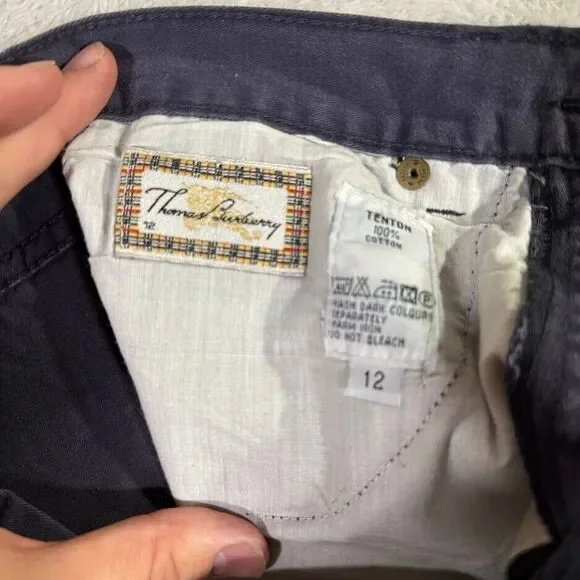 Thomas Burberry
12
TENTON
100%
COTTON
WASH DARK COLOURS
SEPARATELY
WARM IRON
DO NOT BLEACH
12